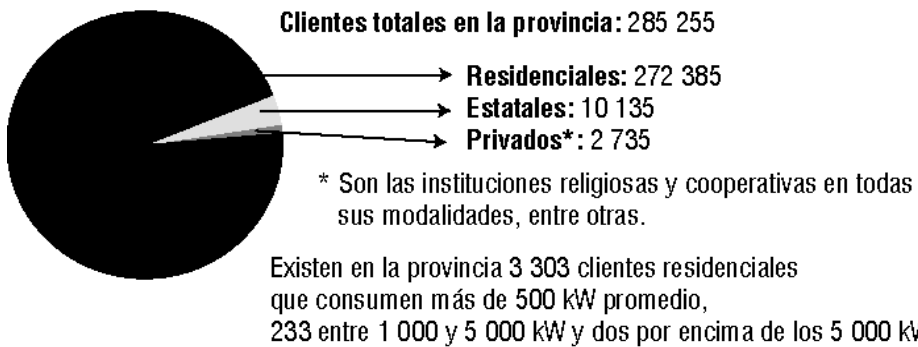 Clientes totales en la provincia: 285 255
Residenciales: 272 385
Estatales: 10 135
Privados*: 2 735
* Son las instituciones religiosas y cooperativas en todas
sus modalidades, entre otras.
Existen en la provincia 3 303 clientes residenciales
que consumen más de 500 kW promedio,
233 entre 1 000 y 5 000 kW y dos por encima de los 5 000